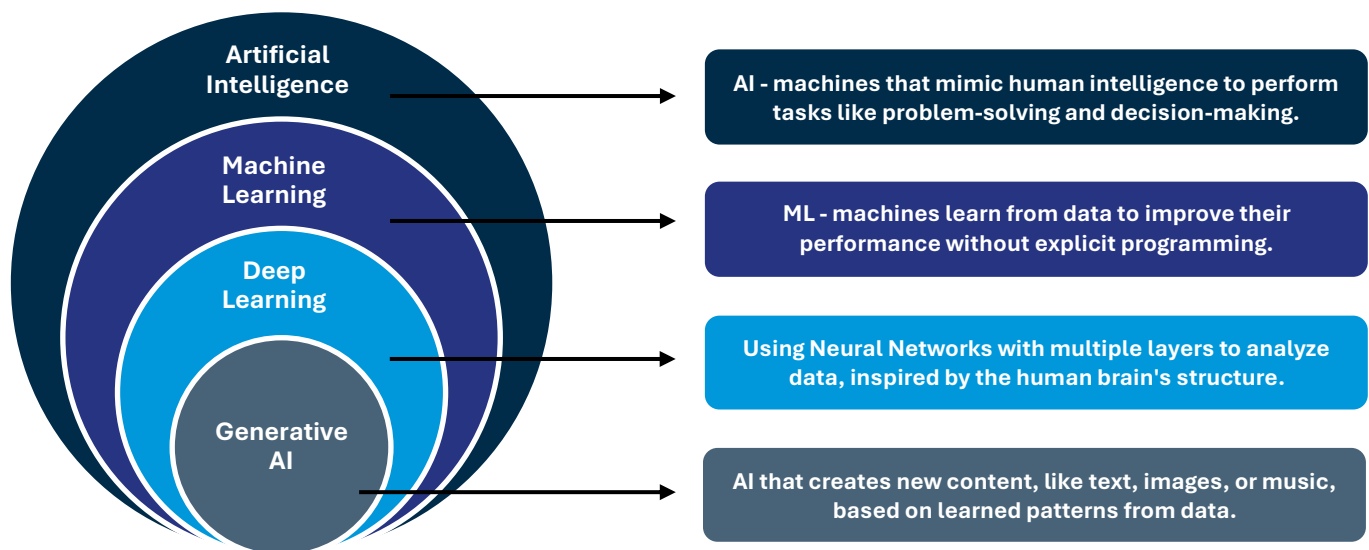 Artificial
Intelligence
AI - machines that mimic human intelligence to perform
tasks like problem-solving and decision-making.
Machine
Learning
ML - machines learn from data to improve their
performance without explicit programming.
Deep
Learning
Using Neural Networks with multiple layers to analyze
data, inspired by the human brain's structure.
Generative
AI
AI that creates new content, like text, images, or music,
based on learned patterns from data.